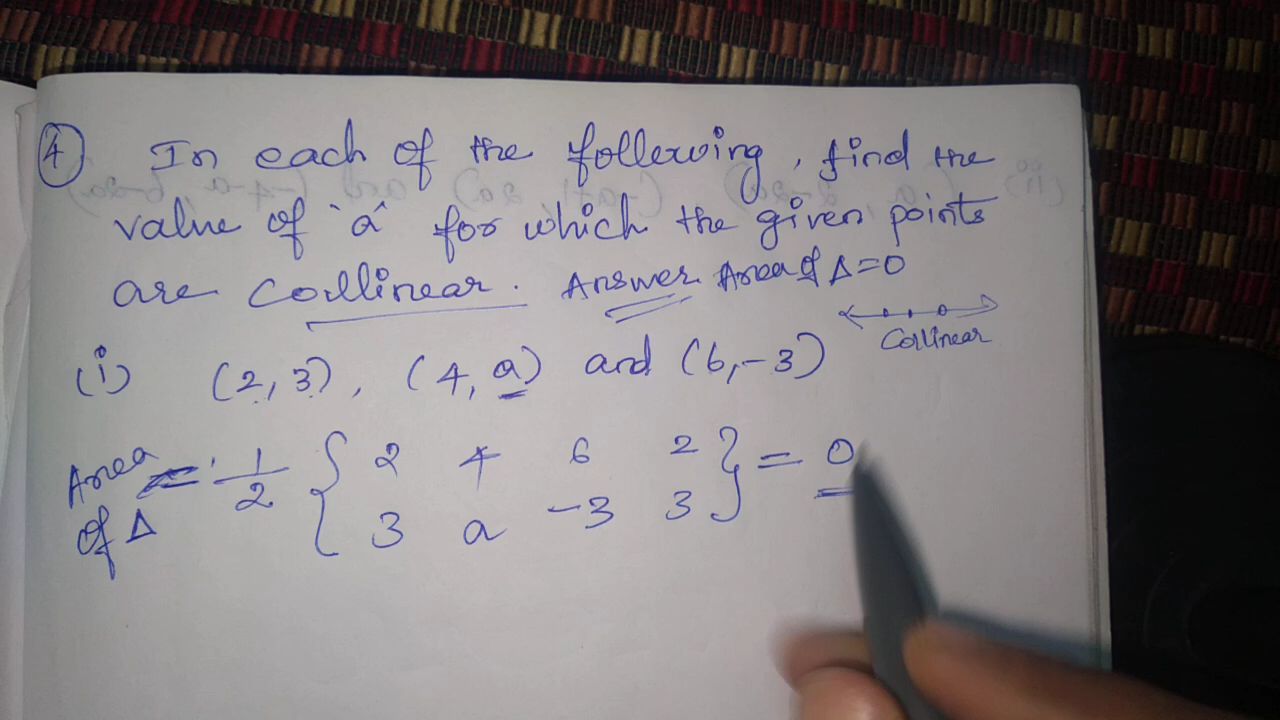 4 In each of the following, find the
value of 'a' for which the given points
are collinear. Answer Area of Δ=0
Collinear
(i) (2,3), (4,a) and (6,-3)
Area of Δ = 1/2 { 2 4 6 2 } = 0
3 a -3 3